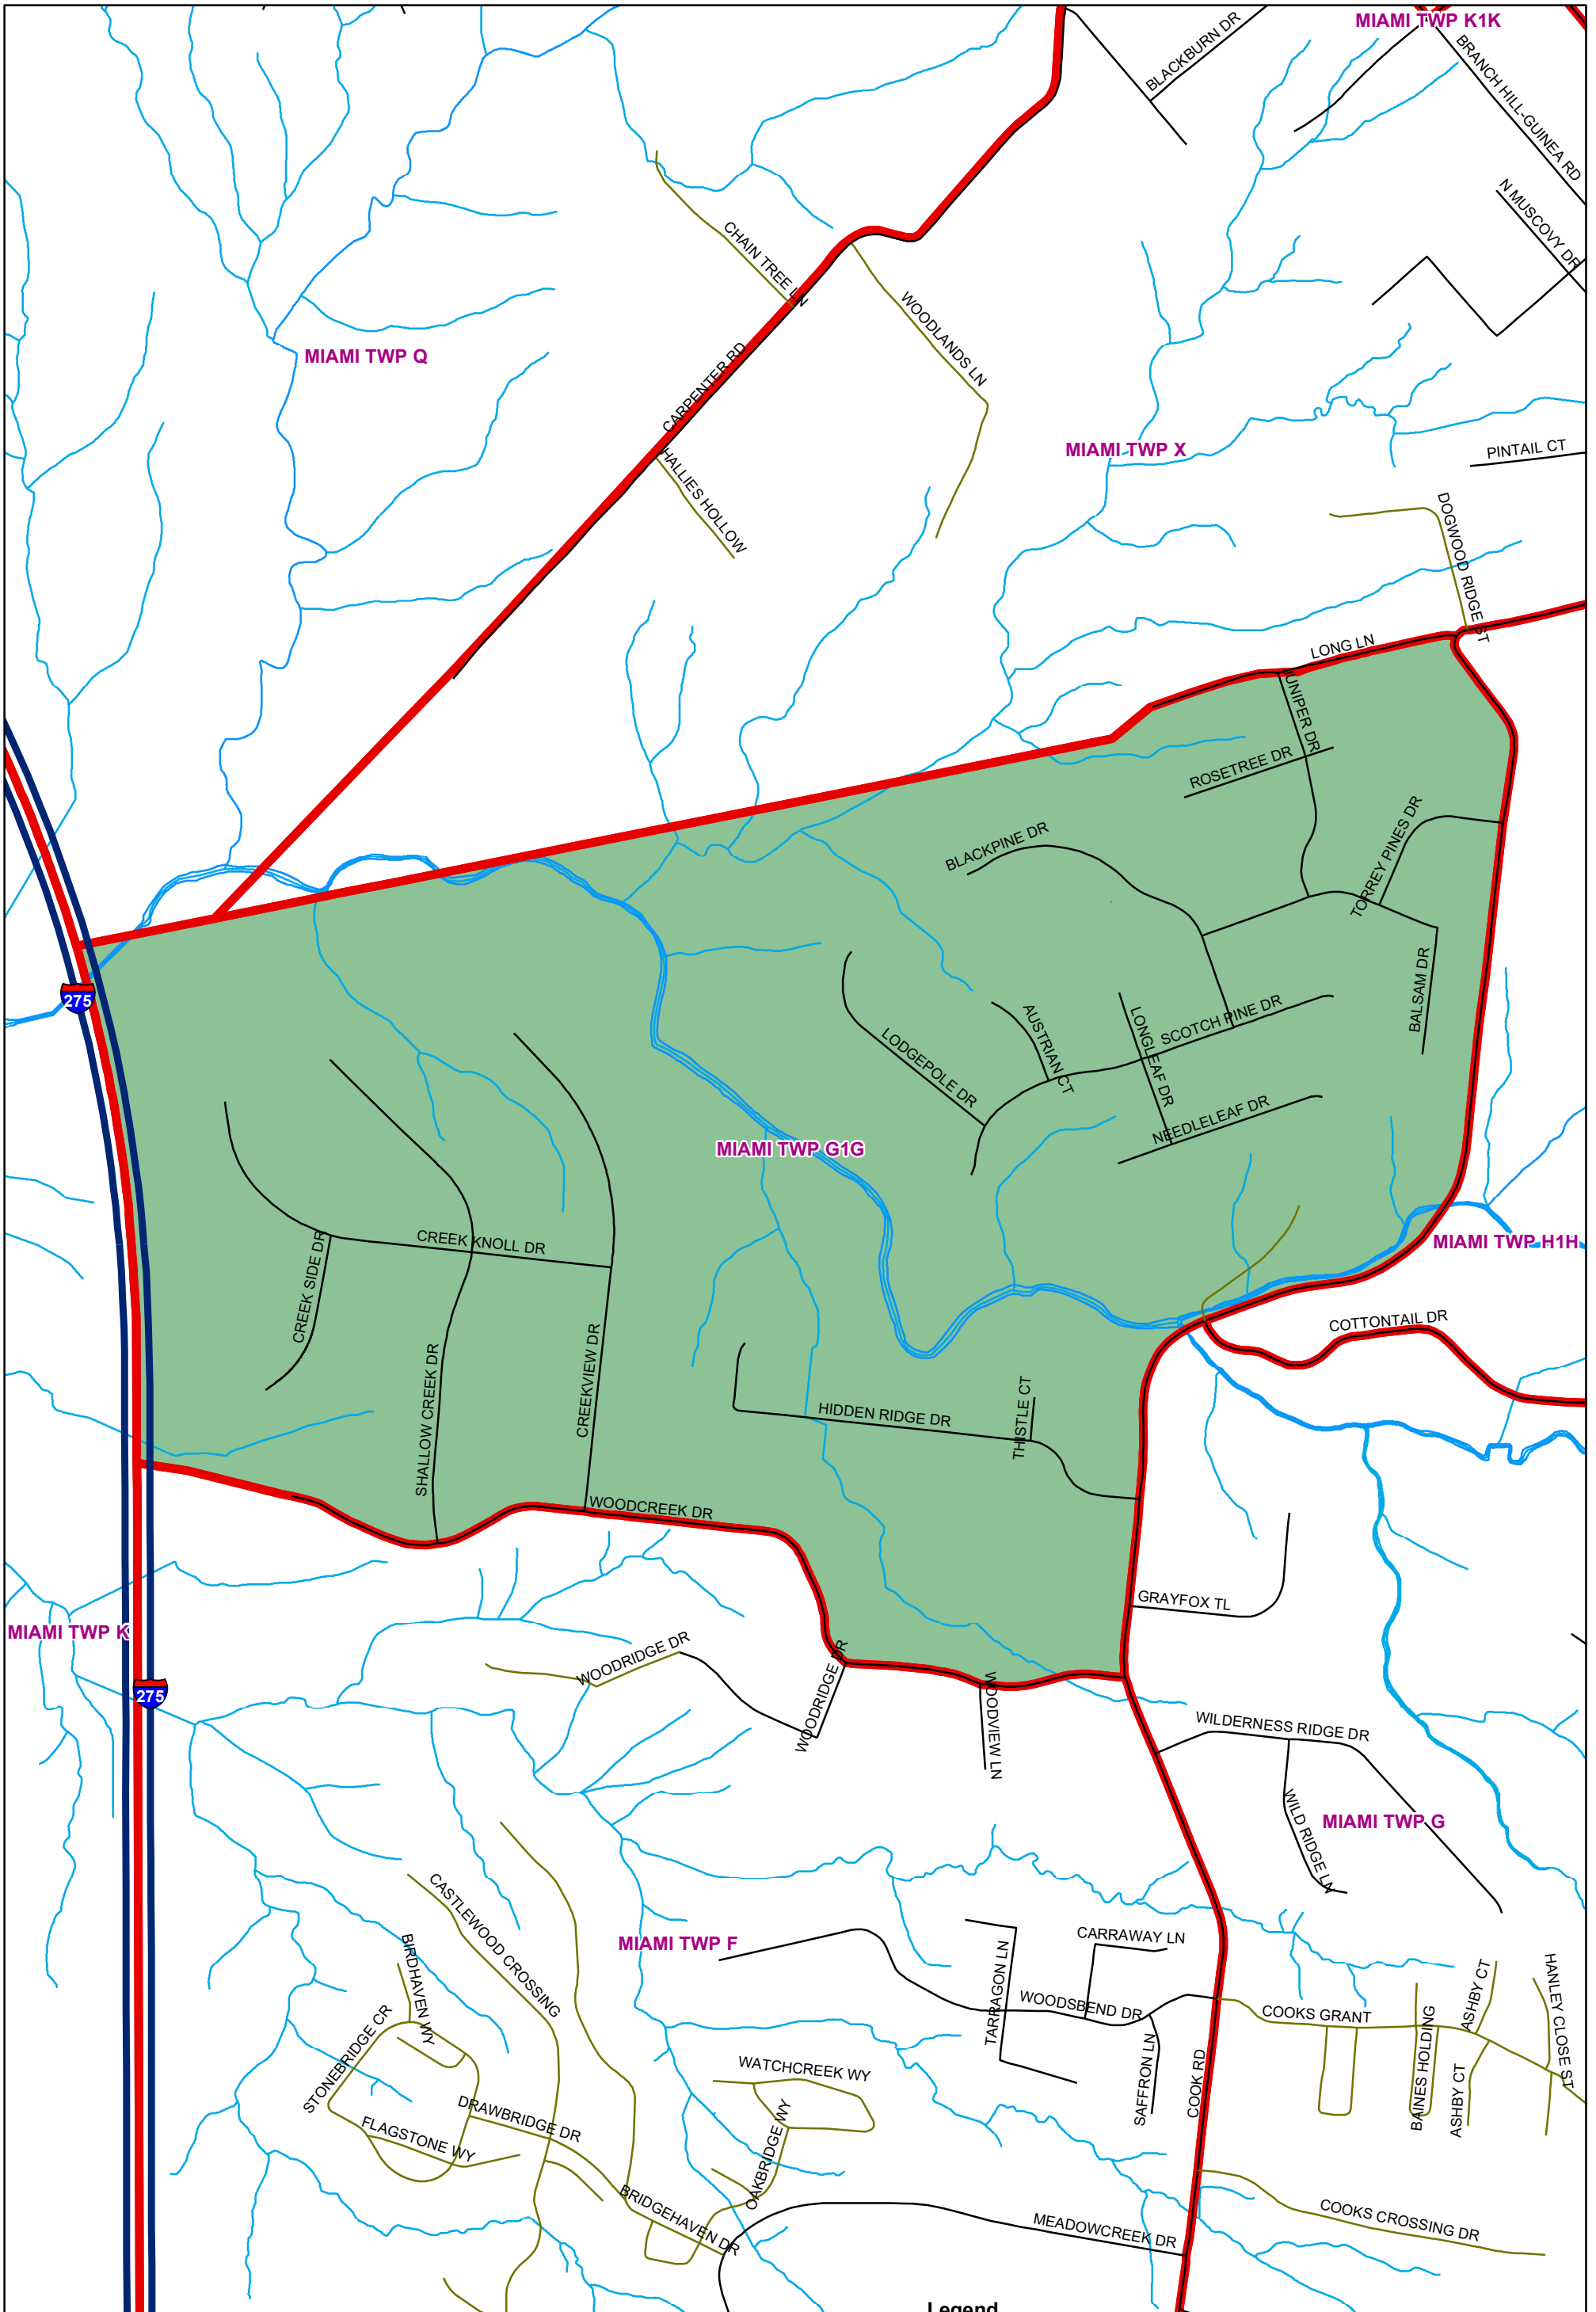 MIAMI TWP K1K
BLACKBURN DR
BRANCH HILL-GUINEA RD
N MUSCOVY DR
CHAIN TREE LN
WOODLANDS LN
MIAMI TWP Q
CARPENTER RD
HALLIES HOLLOW
MIAMI TWP X
PINTAIL CT
DOGWOOD RIDGE ST
LONG LN
JUNIPER DR
ROSETREE DR
TORREY PINES DR
BLACKPINE DR
BALSAM DR
275
LODGEPOLE DR
AUSTRIAN CT
LONGLEAF DR
SCOTCH PINE DR
NEEDLELEAF DR
MIAMI TWP G1G
CREEK KNOLL DR
CREEK SIDE DR
MIAMI TWP H1H
COTTONTAIL DR
SHALLOW CREEK DR
CREEKVIEW DR
HIDDEN RIDGE DR
THISTLE CT
WOODCREEK DR
GRAYFOX TL
MIAMI TWP K
WOODRIDGE DR
WOODRIDGE DR
WOODVIEW LN
275
WILDERNESS RIDGE DR
WILD RIDGE LN
MIAMI TWP G
CASTLEWOOD CROSSING
MIAMI TWP F
BIRDHAVEN WY
CARRAWAY LN
TARRAGON LN
WOODSBEND DR
COOKS GRANT
ASHBY CT
HANLEY CLOSE ST
STONEBRIDGE CR
WATCHCREEK WY
SAFFRON LN
COOK RD
BAINES HOLDING
ASHBY CT
DRAWBRIDGE DR
FLAGSTONE WY
OAKBRIDGE WY
BRIDGEHAVEN DR
MEADOWCREEK DR
COOKS CROSSING DR
Legend